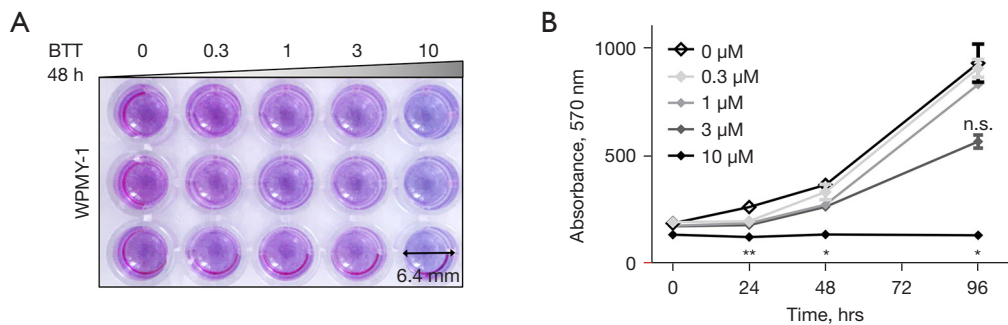 A
BTT 0 0.3 1 3 10
48 h
WPMY-1
6.4 mm
B
Absorbance, 570 nm
1000
500
0
0 µM
0.3 µM
1 µM
3 µM
10 µM
n.s.
** * *
0 24 48 72 96
Time, hrs